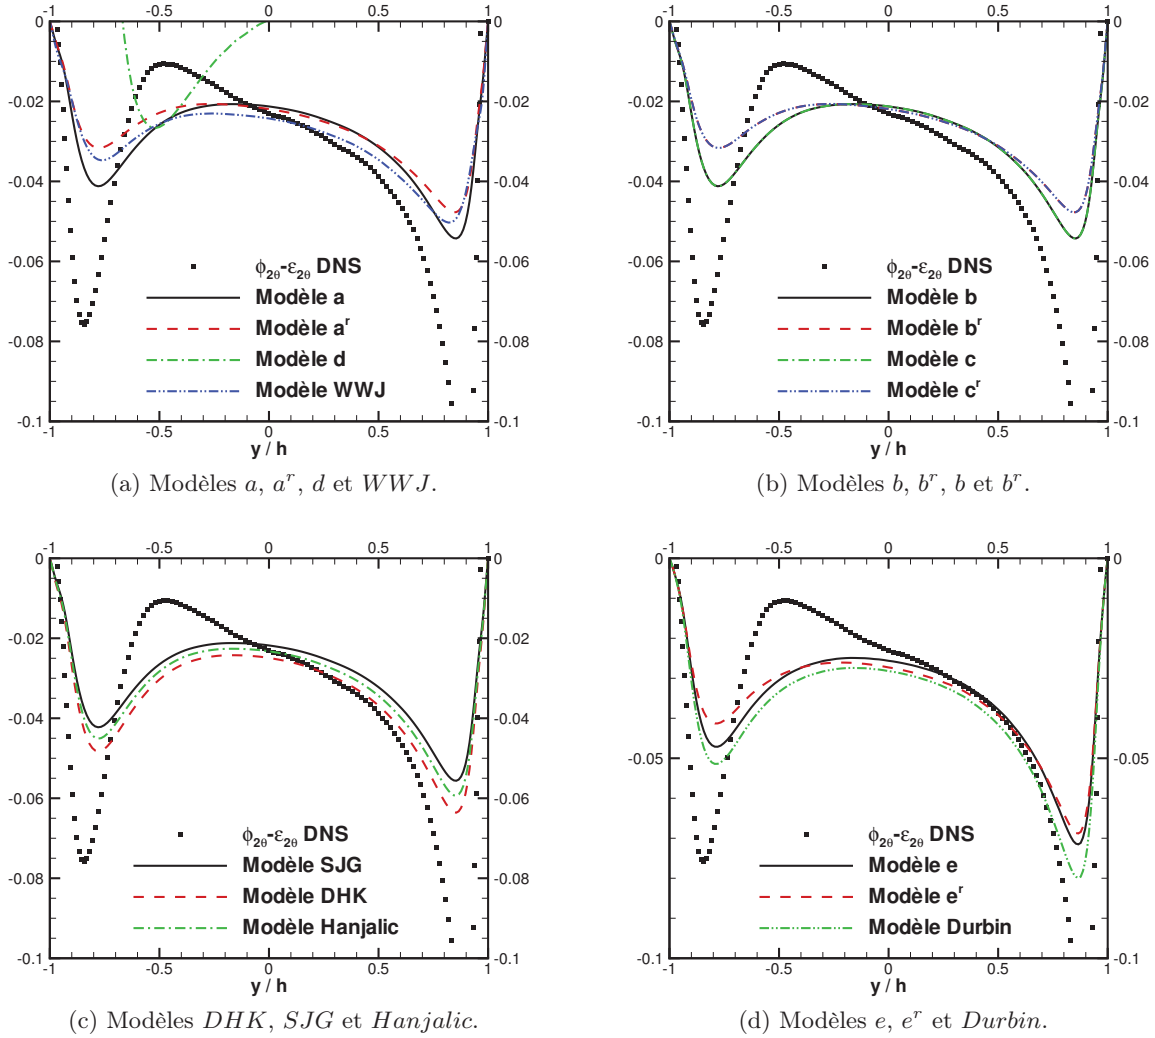 -1 -0.5 0 0.5 1
0 0
-0.02 -0.02
-0.04 -0.04
-0.06 -0.06
-0.08 -0.08
-0.1 -0.1
ϕ2θ-ε2θ DNS
Modèle a
Modèle aʳ
Modèle d
Modèle WWJ
-1 -0.5 0 0.5 1
y / h
(a) Modèles a, aʳ, d et WWJ.
-1 -0.5 0 0.5 1
0 0
-0.02 -0.02
-0.04 -0.04
-0.06 -0.06
-0.08 -0.08
-0.1 -0.1
ϕ2θ-ε2θ DNS
Modèle b
Modèle bʳ
Modèle c
Modèle cʳ
-1 -0.5 0 0.5 1
y / h
(b) Modèles b, bʳ, b et bʳ.
-1 -0.5 0 0.5 1
0 0
-0.02 -0.02
-0.04 -0.04
-0.06 -0.06
-0.08 -0.08
-0.1 -0.1
ϕ2θ-ε2θ DNS
Modèle SJG
Modèle DHK
Modèle Hanjalic
-1 -0.5 0 0.5 1
y / h
(c) Modèles DHK, SJG et Hanjalic.
-1 -0.5 0 0.5 1
0 0
-0.05 -0.05
-0.1 -0.1
ϕ2θ-ε2θ DNS
Modèle e
Modèle eʳ
Modèle Durbin
-1 -0.5 0 0.5 1
y / h
(d) Modèles e, eʳ et Durbin.